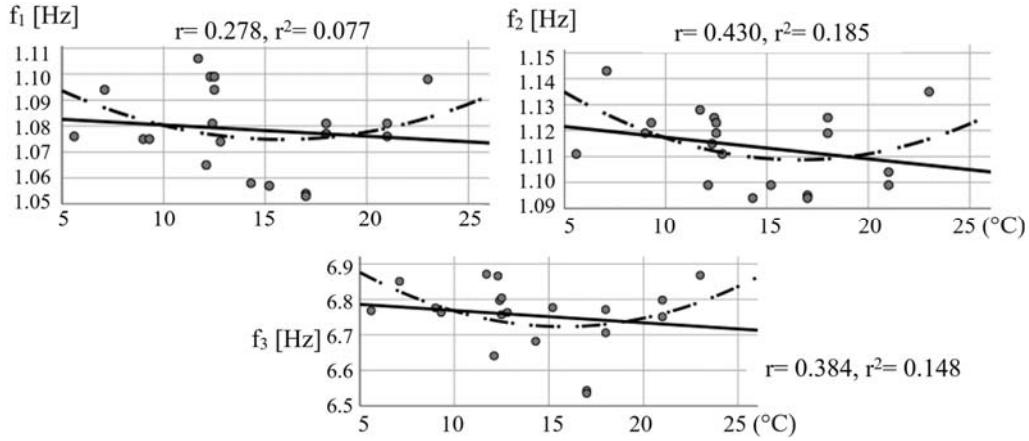 f₁ [Hz]
r= 0.278, r²= 0.077
1.11
1.10
1.09
1.08
1.07
1.06
1.05
5 10 15 20 25
f₂ [Hz]
r= 0.430, r²= 0.185
1.15
1.14
1.13
1.12
1.11
1.10
1.09
5 10 15 20 25 (°C)
f₃ [Hz]
6.9
6.8
6.7
6.6
6.5
5 10 15 20 25 (°C)
r= 0.384, r²= 0.148